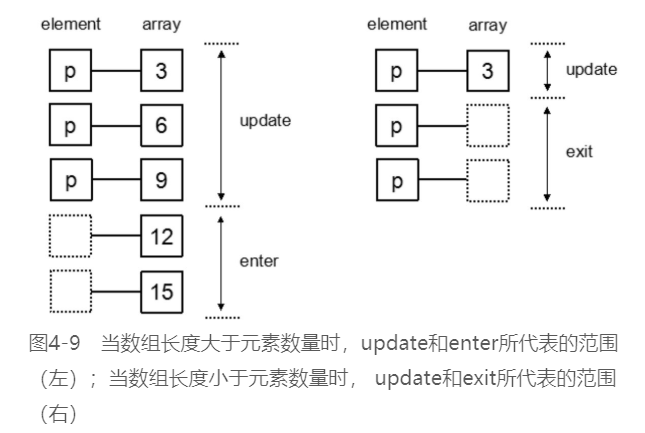 element array
p 3
p 6
update
p 9
12
enter
15
element array
p 3
update
p
exit
p
图4-9 当数组长度大于元素数量时，update和enter所代表的范围
（左）；当数组长度小于元素数量时， update和exit所代表的范围
（右）